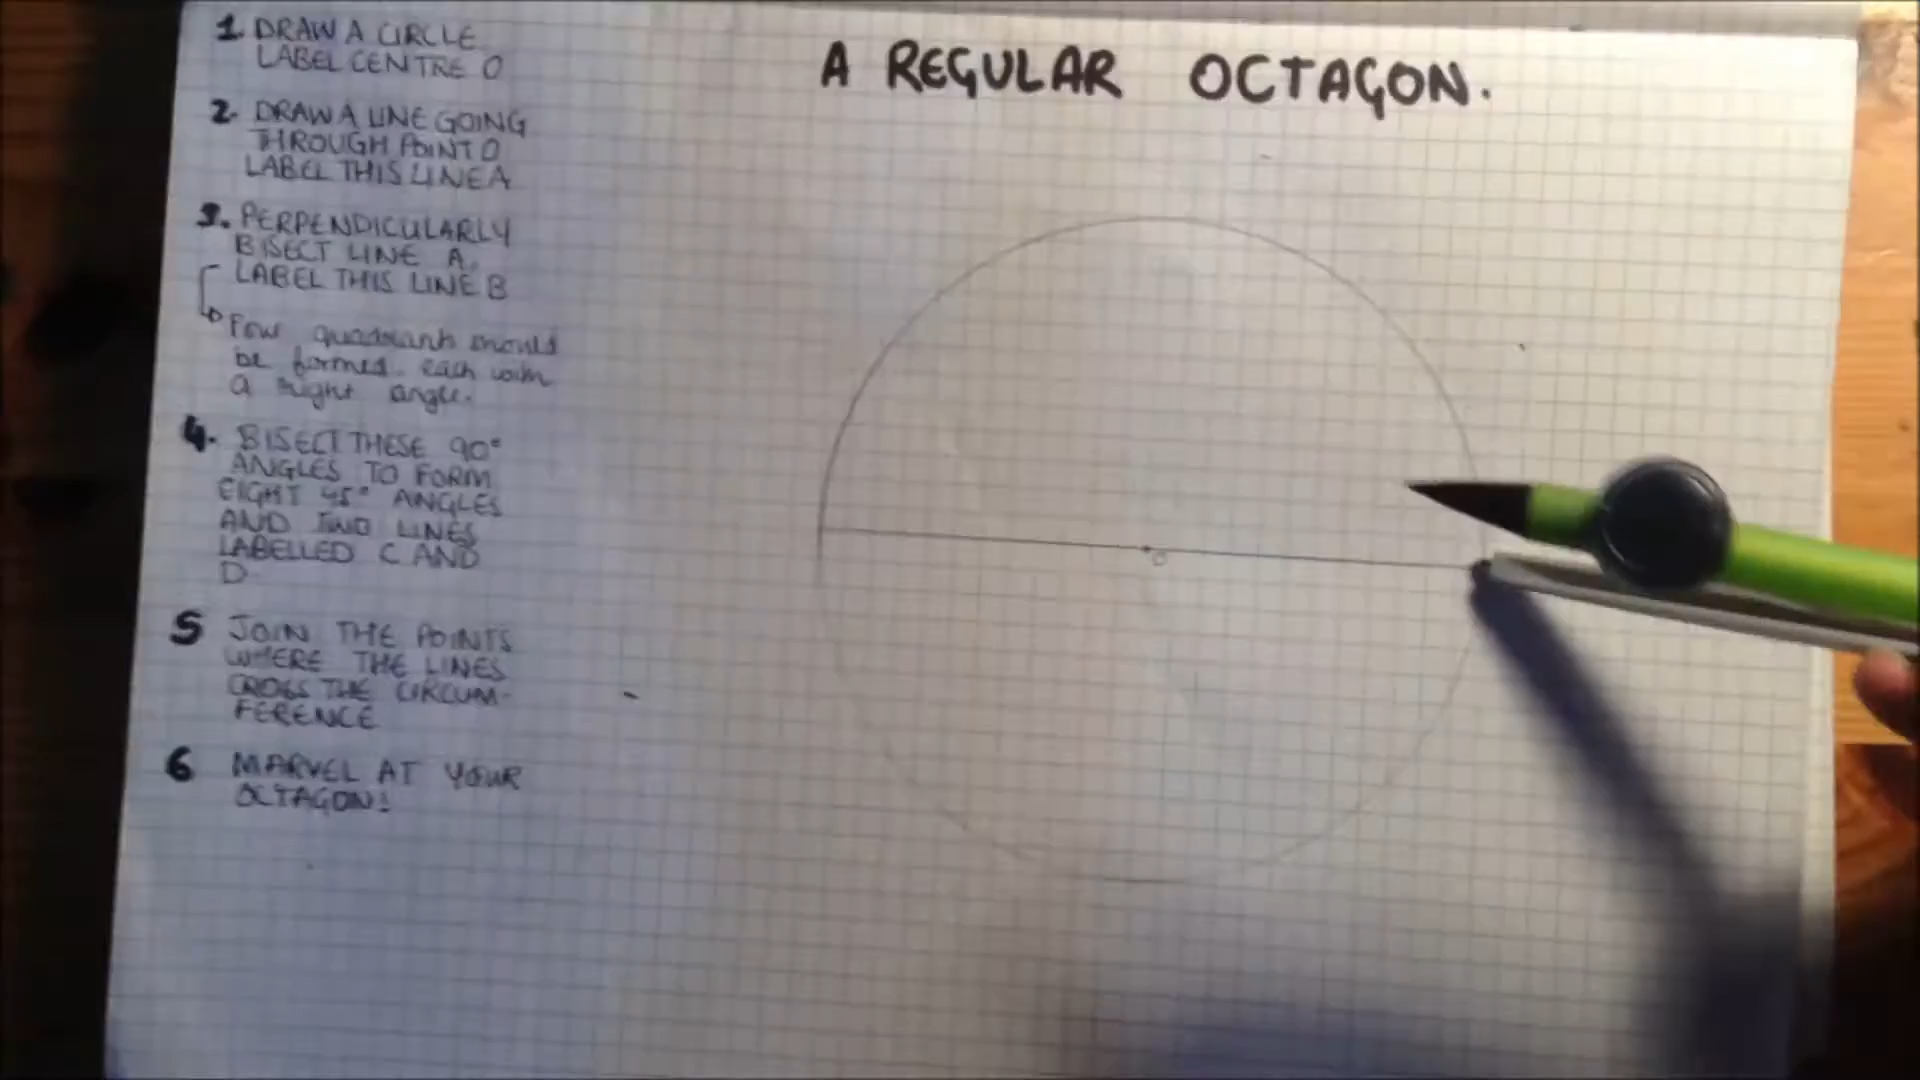 A REGULAR OCTAGON.
1. DRAW A CIRCLE
LABEL CENTRE O
2. DRAW A LINE GOING
THROUGH POINT O
LABEL THIS LINE A
3. PERPENDICULARLY
BISECT LINE A.
LABEL THIS LINE B
Four quadrants should
be formed. each with
a right angle.
4. BISECT THESE 90°
ANGLES TO FORM
EIGHT 45° ANGLES
AND TWO LINES
LABELLED C AND
D
5 JOIN THE POINTS
WHERE THE LINES
CROSS THE CIRCUM-
FERENCE
6 MARVEL AT YOUR
OCTAGON!
O